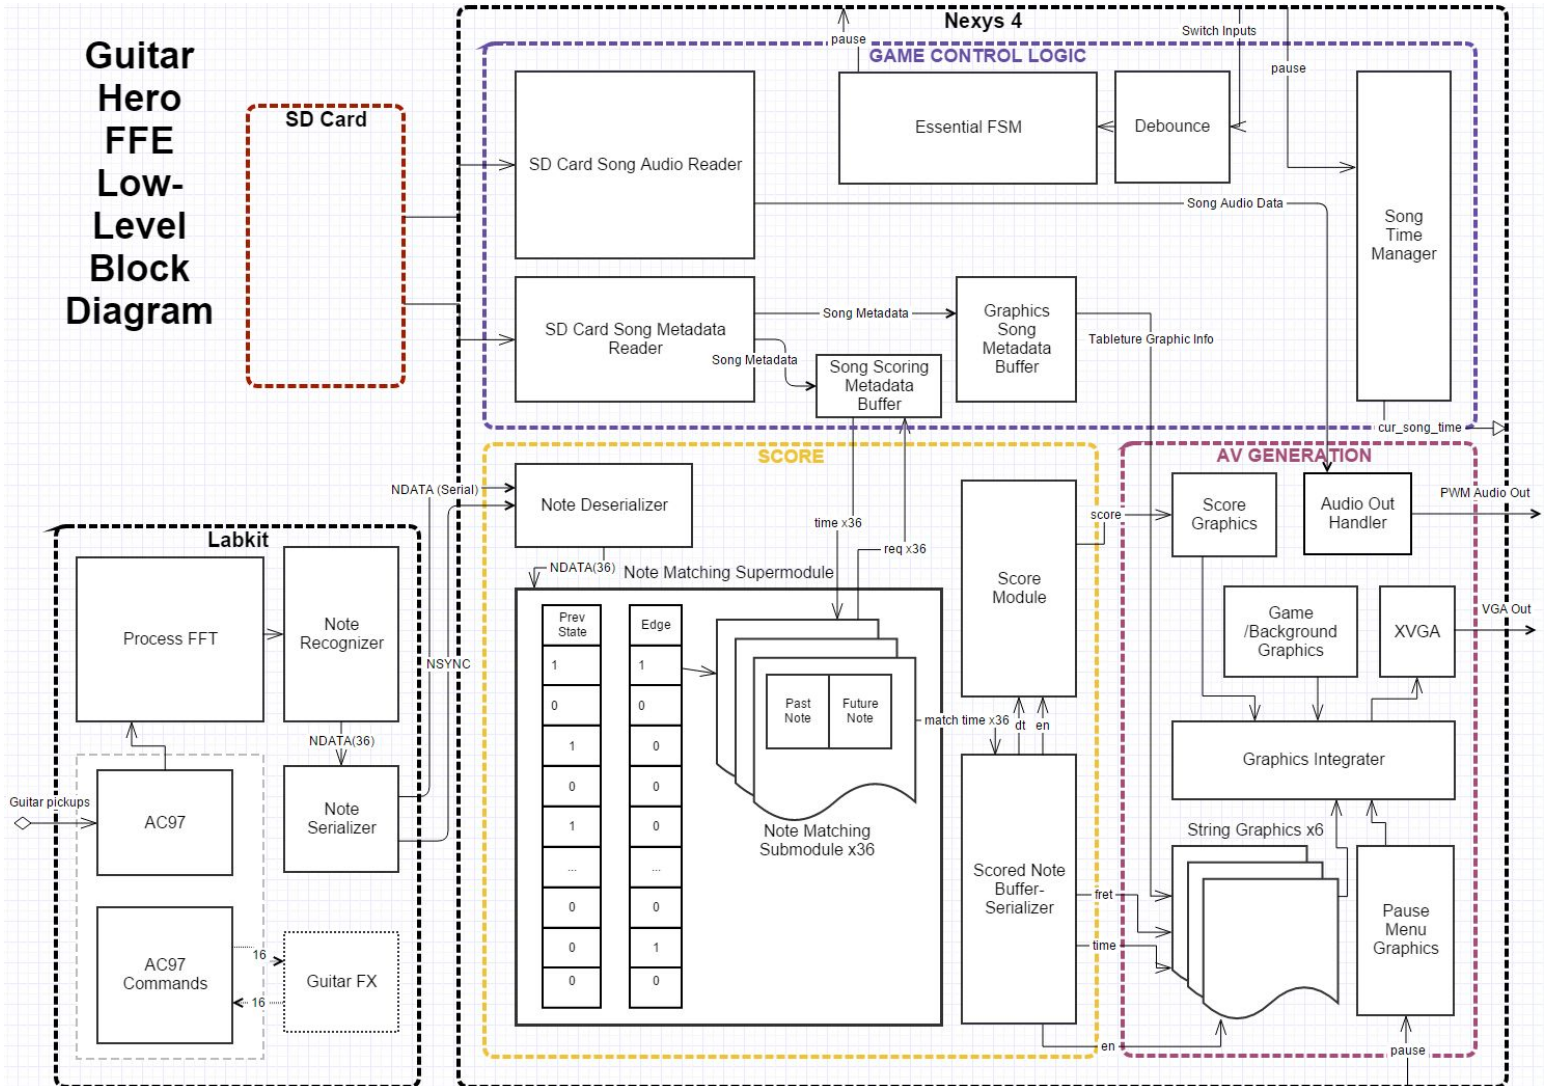 Guitar
Hero
FFE
Low-
Level
Block
Diagram
SD Card
Nexys 4
pause
Switch Inputs
pause
GAME CONTROL LOGIC
SD Card Song Audio Reader
Essential FSM
Debounce
Song
Time
Manager
Song Audio Data
SD Card Song Metadata
Reader
Song Metadata
Song Metadata
Graphics
Song
Metadata
Buffer
Tableture Graphic Info
Song Scoring
Metadata
Buffer
cur_song_time
SCORE
NDATA (Serial)
Note Deserializer
NDATA(36)
time x36
req x36
Note Matching Supermodule
Prev
State
1
0
1
0
1
...
0
0
0
Edge
1
0
0
0
0
...
0
1
0
Past
Note
Future
Note
Note Matching
Submodule x36
match time x36
Score
Module
dt
en
Scored Note
Buffer-
Serializer
score
fret
time
en
AV GENERATION
Score
Graphics
Audio Out
Handler
PWM Audio Out
Game
/Background
Graphics
XVGA
VGA Out
Graphics Integrater
String Graphics x6
Pause
Menu
Graphics
pause
Labkit
Process FFT
Note
Recognizer
NSYNC
NDATA(36)
Guitar pickups
AC97
Note
Serializer
AC97
Commands
16
16
Guitar FX